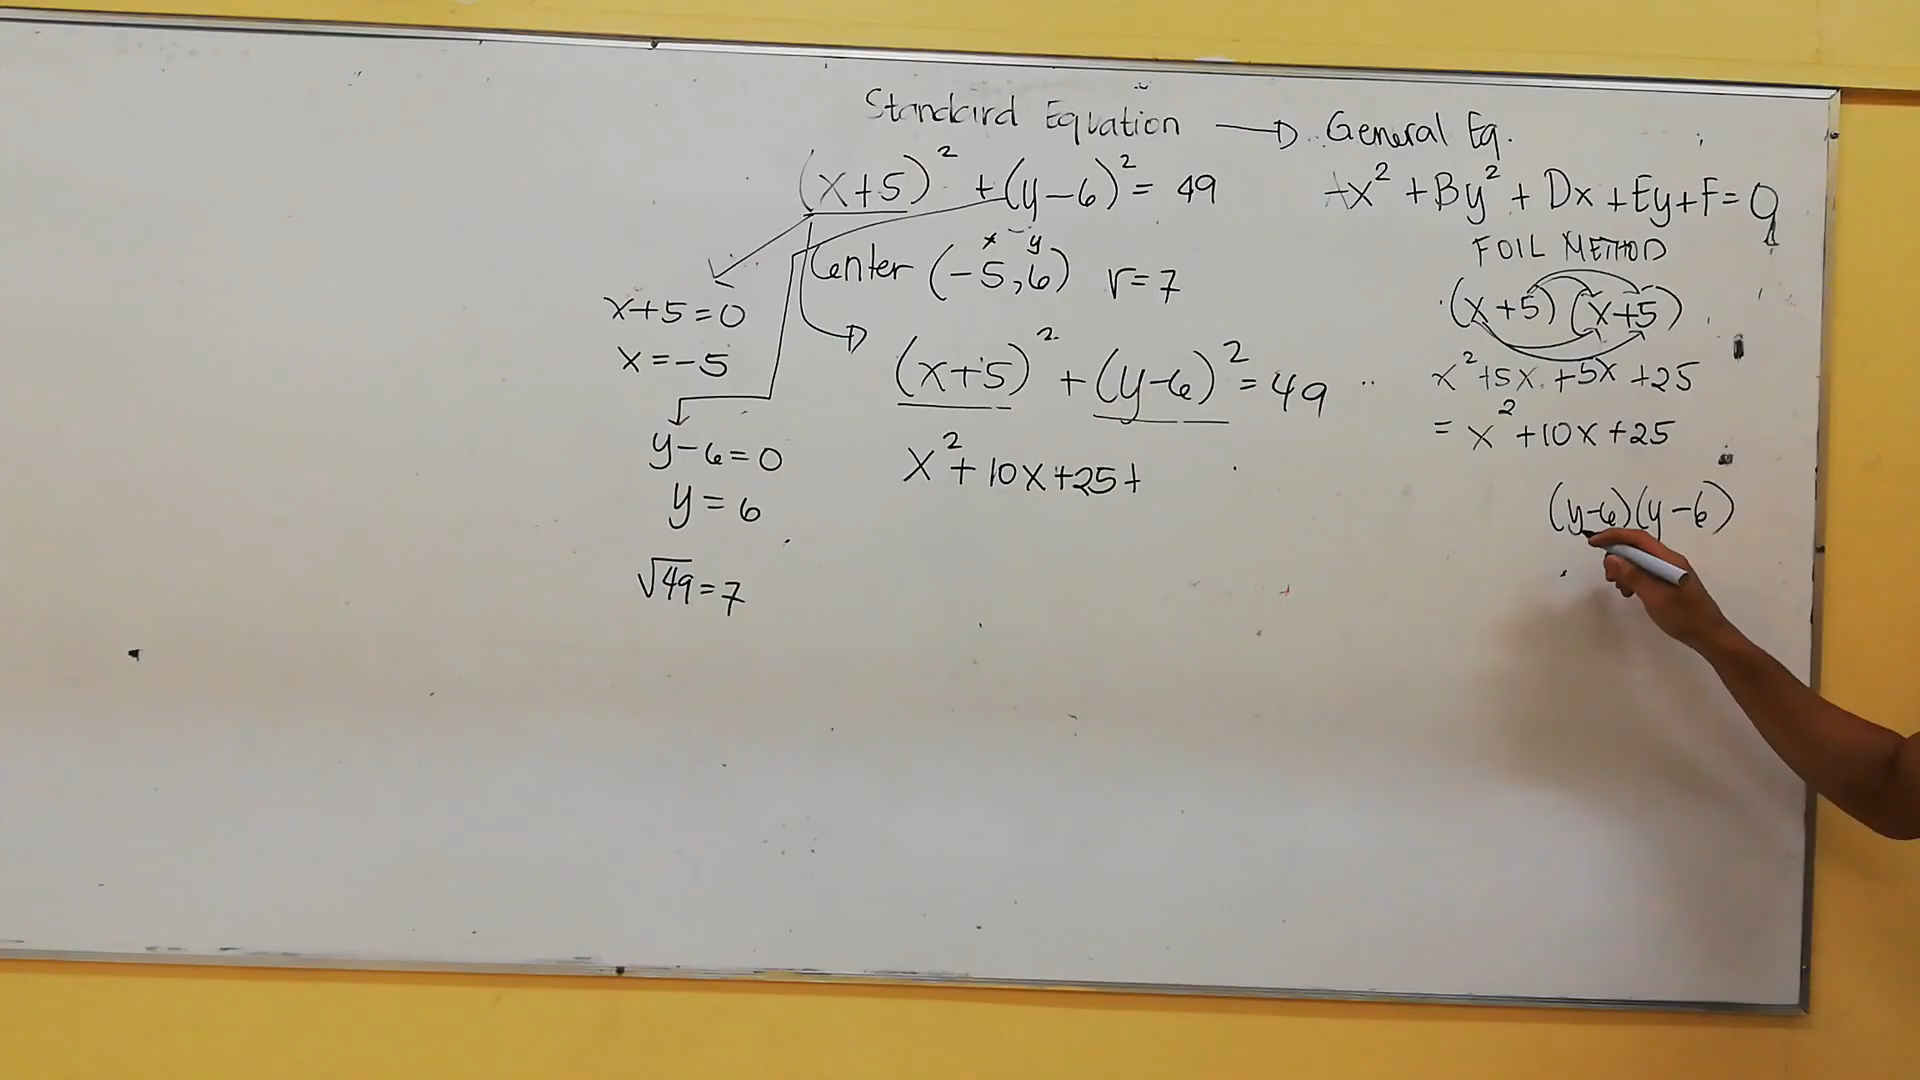 Standard Equation → General Eq.
(x+5)² + (y-6)² = 49
Ax² + By² + Dx + Ey + F = 0
x y
Center (-5, 6) r = 7
x+5 = 0
x = -5
y-6 = 0
y = 6
√49 = 7
(x+5)² + (y-6)² = 49
x² + 10x + 25 +
FOIL METHOD
(x+5) (x+5)
x² + 5x + 5x + 25
= x² + 10x + 25
(y-6)(y-6)